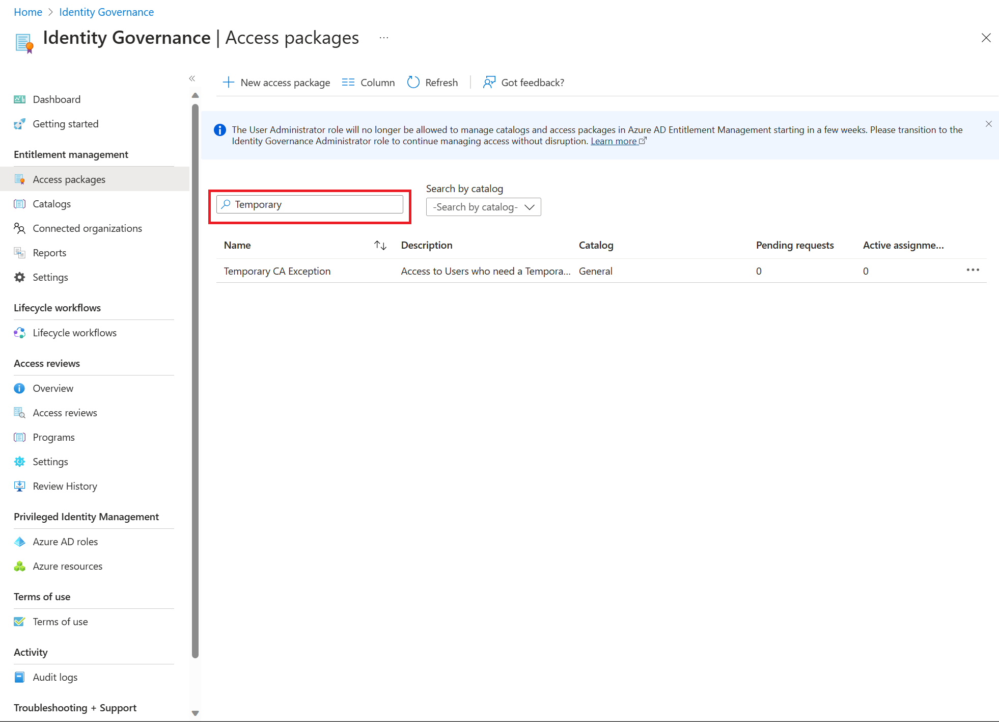 Home > Identity Governance
Identity Governance | Access packages ...
Dashboard
Getting started
Entitlement management
Access packages
Catalogs
Connected organizations
Reports
Settings
Lifecycle workflows
Lifecycle workflows
Access reviews
Overview
Access reviews
Programs
Settings
Review History
Privileged Identity Management
Azure AD roles
Azure resources
Terms of use
Terms of use
Activity
Audit logs
Troubleshooting + Support
New access package Column Refresh Got feedback?
The User Administrator role will no longer be allowed to manage catalogs and access packages in Azure AD Entitlement Management starting in a few weeks. Please transition to the
Identity Governance Administrator role to continue managing access without disruption. Learn more
Search by catalog
Temporary
-Search by catalog-
Name Description Catalog Pending requests Active assignme...
Temporary CA Exception Access to Users who need a Tempora... General 0 0